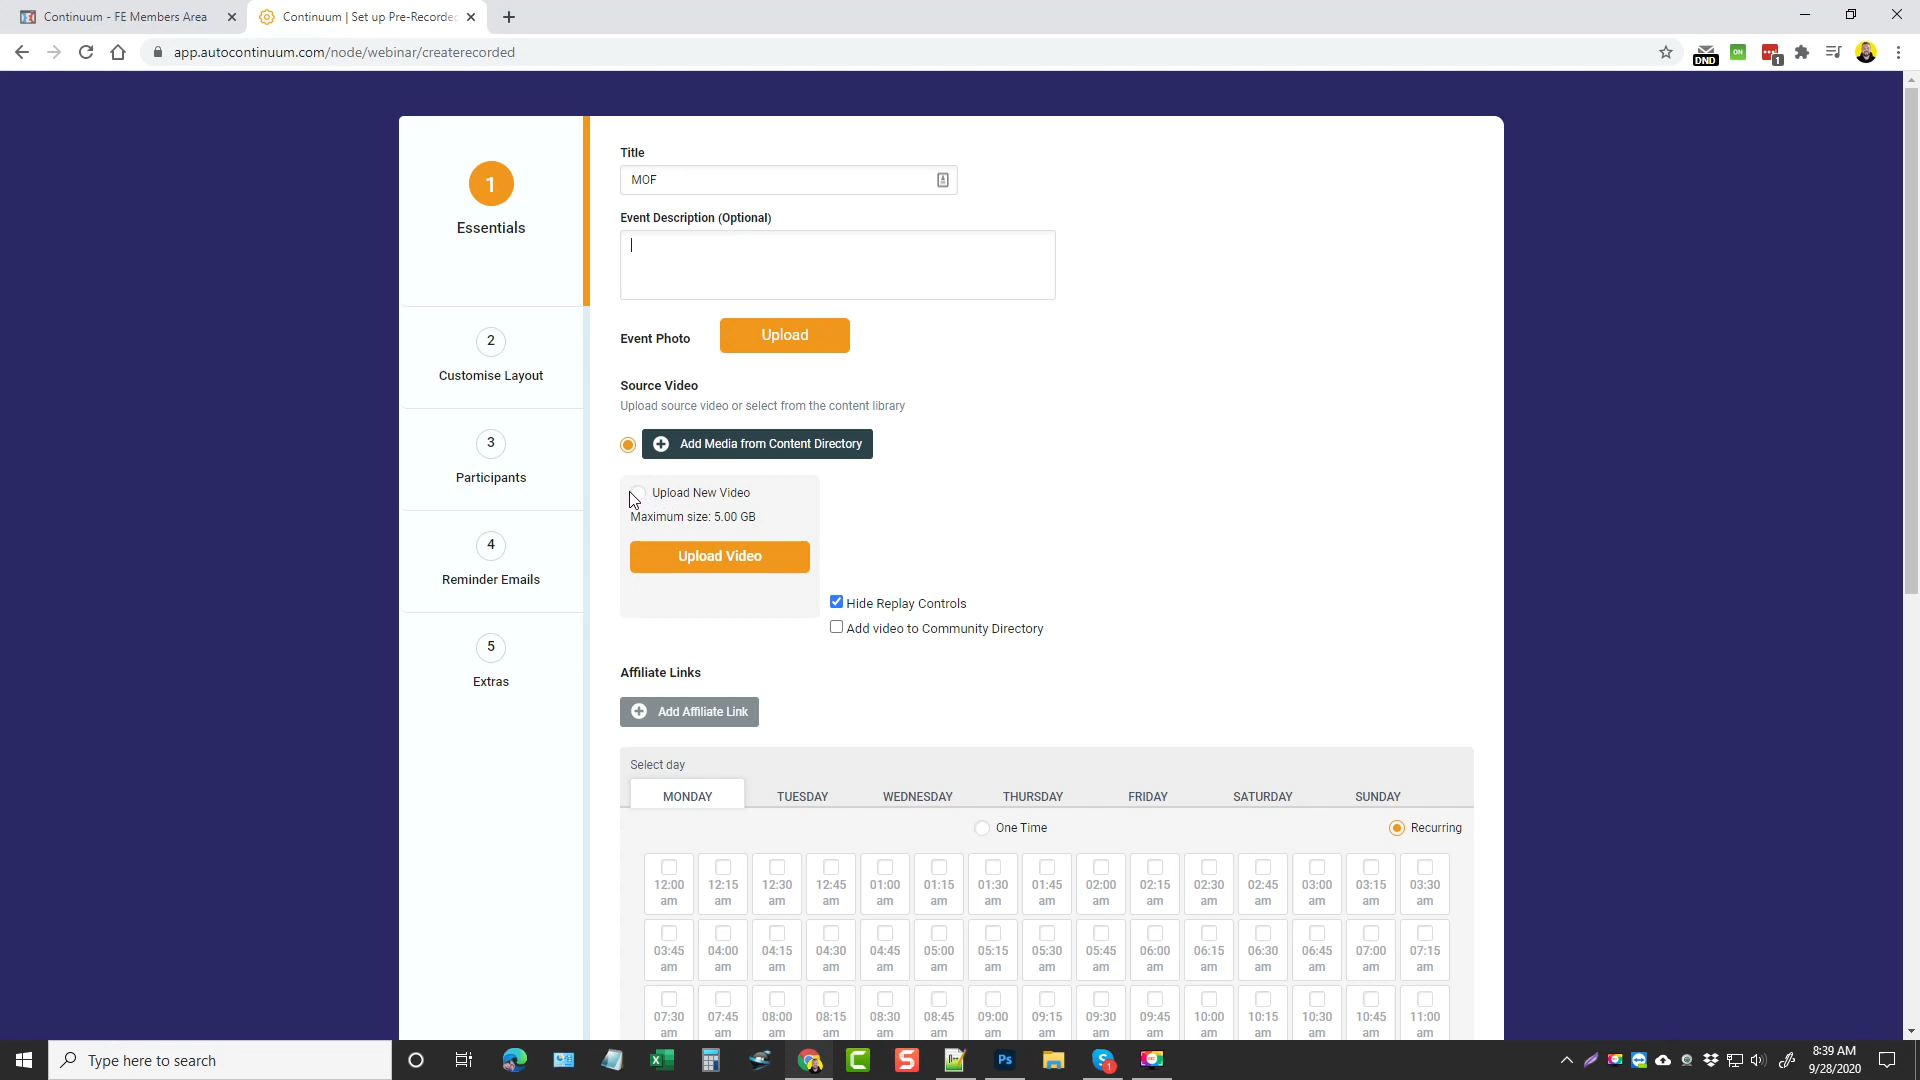 Continuum - FE Members Area
Continuum | Set up Pre-Recorded
app.autocontinuum.com/node/webinar/createrecorded
DND
ON
1
1
Essentials
2
Customise Layout
3
Participants
4
Reminder Emails
5
Extras
Title
MOF
Event Description (Optional)
Event Photo
Upload
Source Video
Upload source video or select from the content library
Add Media from Content Directory
Upload New Video
Maximum size: 5.00 GB
Upload Video
Hide Replay Controls
Add video to Community Directory
Affiliate Links
Add Affiliate Link
Select day
MONDAY TUESDAY WEDNESDAY THURSDAY FRIDAY SATURDAY SUNDAY
One Time Recurring
12:00 12:15 12:30 12:45 01:00 01:15 01:30 01:45 02:00 02:15 02:30 02:45 03:00 03:15 03:30
am am am am am am am am am am am am am am am
03:45 04:00 04:15 04:30 04:45 05:00 05:15 05:30 05:45 06:00 06:15 06:30 06:45 07:00 07:15
am am am am am am am am am am am am am am am
07:30 07:45 08:00 08:15 08:30 08:45 09:00 09:15 09:30 09:45 10:00 10:15 10:30 10:45 11:00
am am am am am am am am am am am am am am am
Type here to search
Ps
1
8:39 AM
9/28/2020